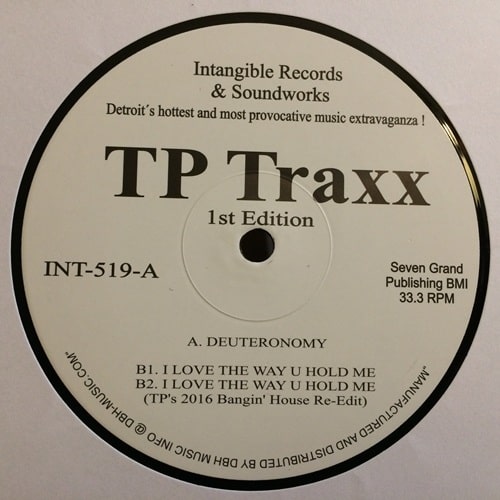 Intangible Records
& Soundworks
Detroit´s hottest and most provocative music extravaganza !
TP Traxx
1st Edition
INT-519-A
Seven Grand
Publishing BMI
33.3 RPM
A. DEUTERONOMY
B1. I LOVE THE WAY U HOLD ME
B2. I LOVE THE WAY U HOLD ME
(TP's 2016 Bangin' House Re-Edit)
„MANUFACTURED AND DISTRIBUTED BY DBH MUSIC INFO @ DBH-MUSIC.COM"